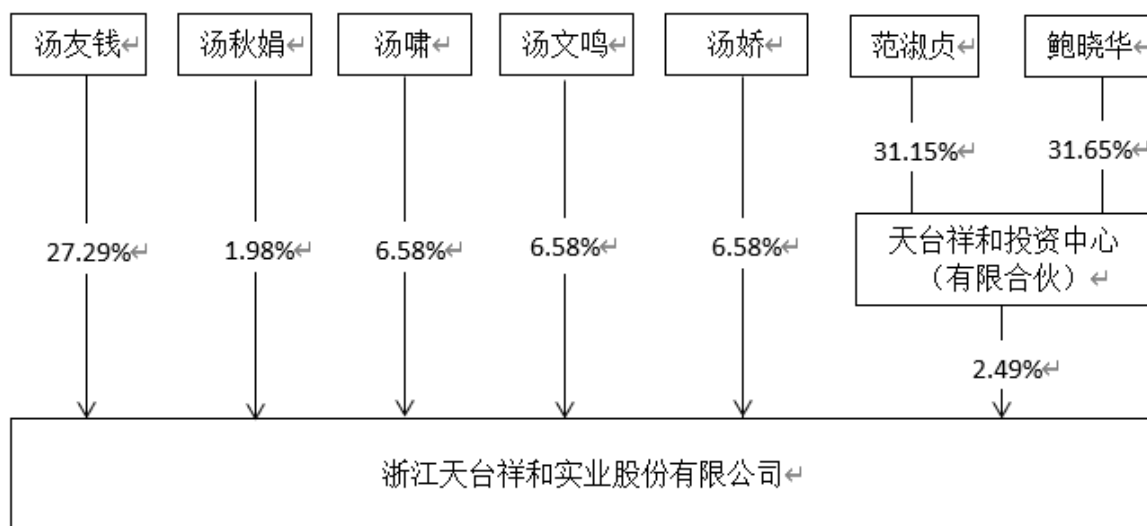 汤友钱↵
汤秋娟↵
汤啸↵
汤文鸣↵
汤娇↵
范淑贞↵
鲍晓华↵
31.15%↵
31.65%↵
27.29%↵
1.98%↵
6.58%↵
6.58%↵
6.58%↵
天台祥和投资中心
（有限合伙）↵
2.49%↵
浙江天台祥和实业股份有限公司↵